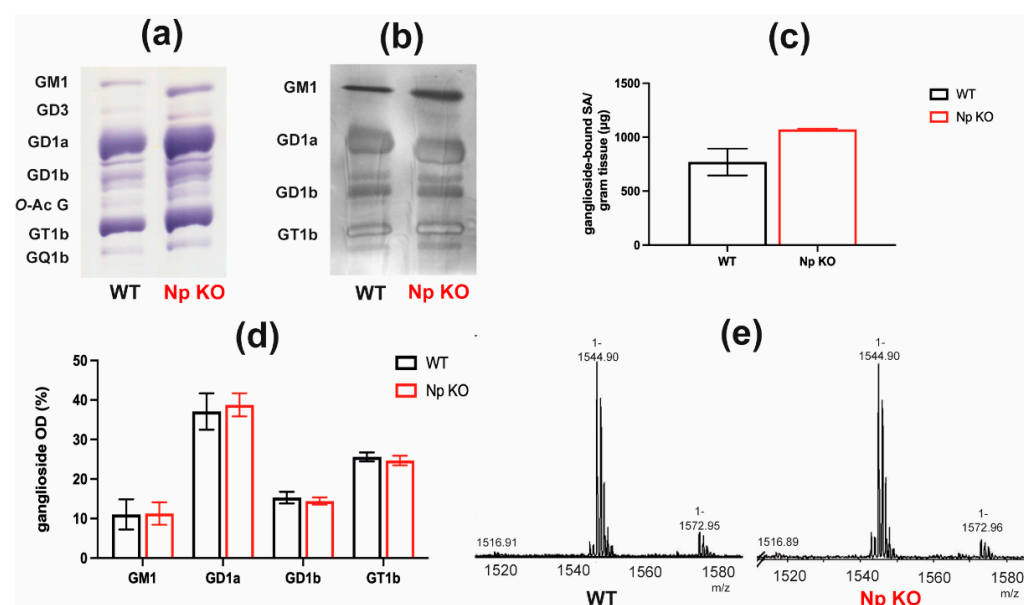 (a)
GM1
GD3
GD1a
GD1b
O-Ac G
GT1b
GQ1b
WT Np KO
(b)
GM1
GD1a
GD1b
GT1b
WT Np KO
(c)
ganglioside-bound SA/
gram tissue (µg)
1500
1000
500
0
WT Np KO
WT
Np KO
(d)
ganglioside OD (%)
50
40
30
20
10
0
GM1 GD1a GD1b GT1b
WT
Np KO
(e)
1-
1544.90
1-
1572.95
1516.91
1520 1540 1560 1580
m/z
WT
1-
1544.90
1-
1572.96
1516.89
1520 1540 1560 1580
m/z
Np KO